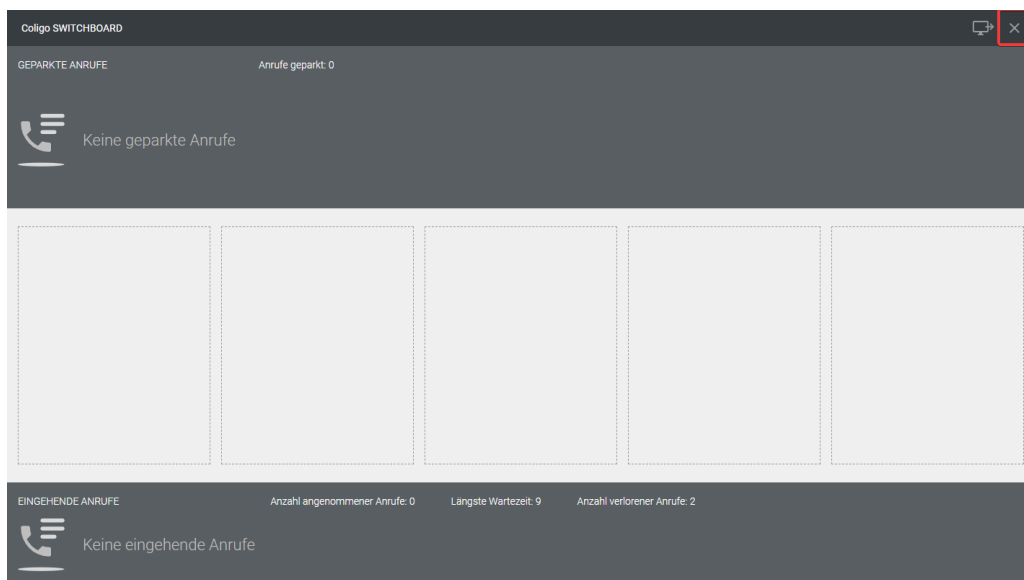 Coligo SWITCHBOARD
GEPARKTE ANRUFE Anrufe geparkt: 0
Keine geparkte Anrufe
EINGEHENDE ANRUFE Anzahl angenommener Anrufe: 0 Längste Wartezeit: 9 Anzahl verlorener Anrufe: 2
Keine eingehende Anrufe